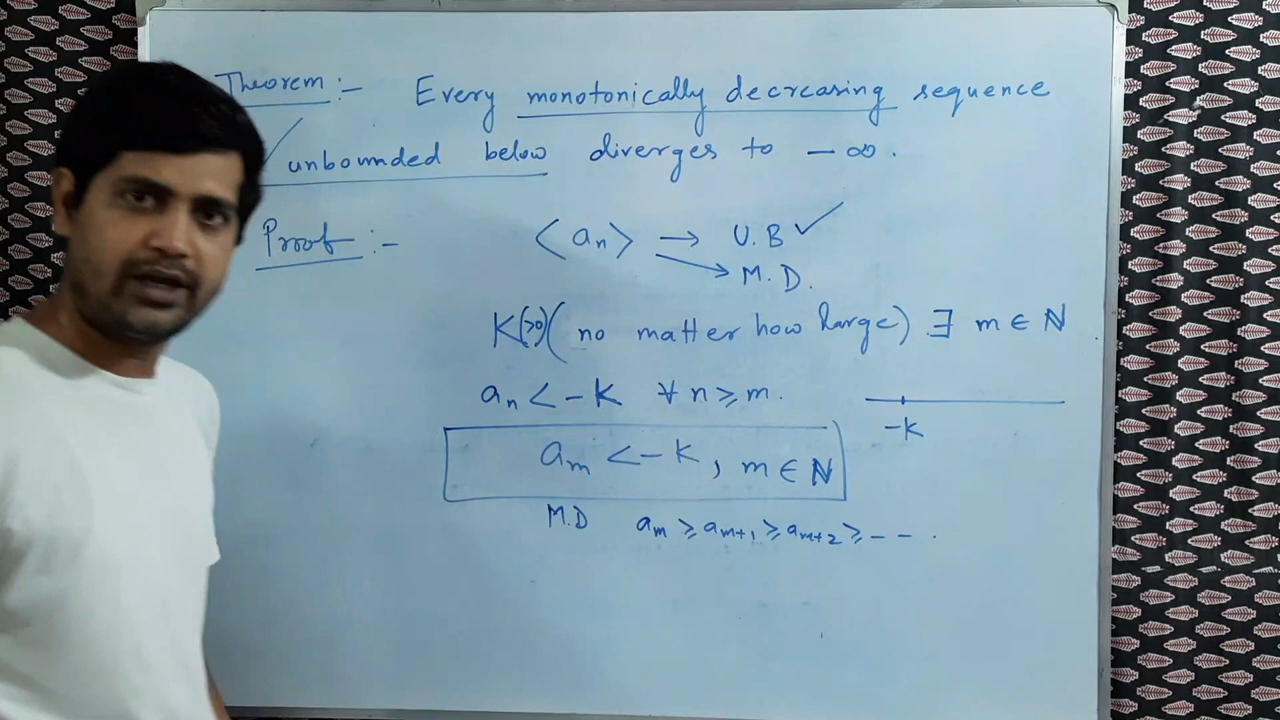 Theorem :- Every monotonically decreasing sequence
unbounded below diverges to -∞.
Proof :- <aₙ> → U.B ✓
→ M.D.
K(>0)(no matter how large) ∃ m ∈ ℕ
aₙ < -K ∀ n ⩾ m.
-K
aₘ < -K, m ∈ ℕ
M.D aₘ ⩾ aₘ₊₁ ⩾ aₘ₊₂ ⩾ - - .